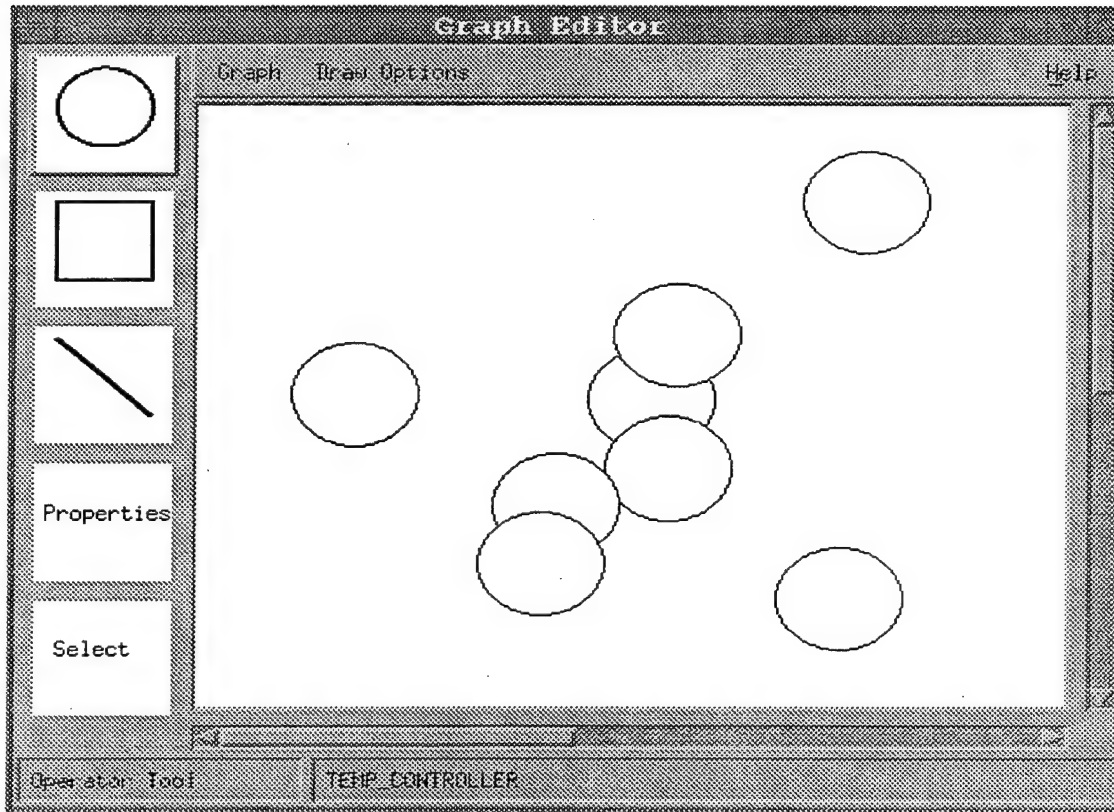 Graph Editor
Graph Draw Options Help
Properties
Select
Operator Tool TEMP_CONTROLLER